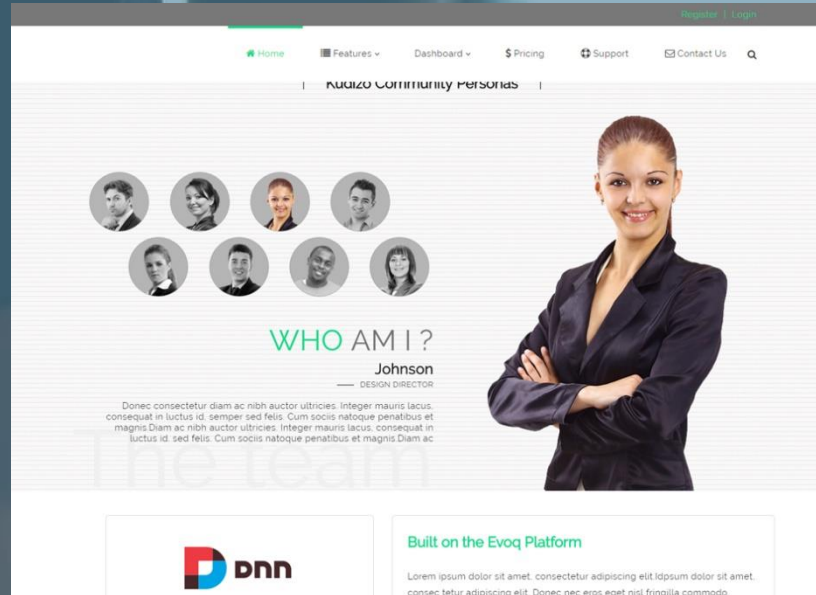 Register | Login
Home Features Dashboard $ Pricing Support Contact Us
Kudizo Community Personas
WHO AM I ?
Johnson
DESIGN DIRECTOR
Donec consectetur diam ac nibh auctor ultricies. Integer mauris lacus,
consequat in luctus id, semper sed felis. Cum sociis natoque penatibus et
magnis.Diam ac nibh auctor ultricies. Integer mauris lacus, consequat in
luctus id, sed felis. Cum sociis natoque penatibus et magnis.Diam ac
The team
DNN
Built on the Evoq Platform
Lorem ipsum dolor sit amet, consectetur adipiscing elit.Idpsum dolor sit amet,
consec tetur adipiscing elit. Donec nec eros eget nisl fringilla commodo.